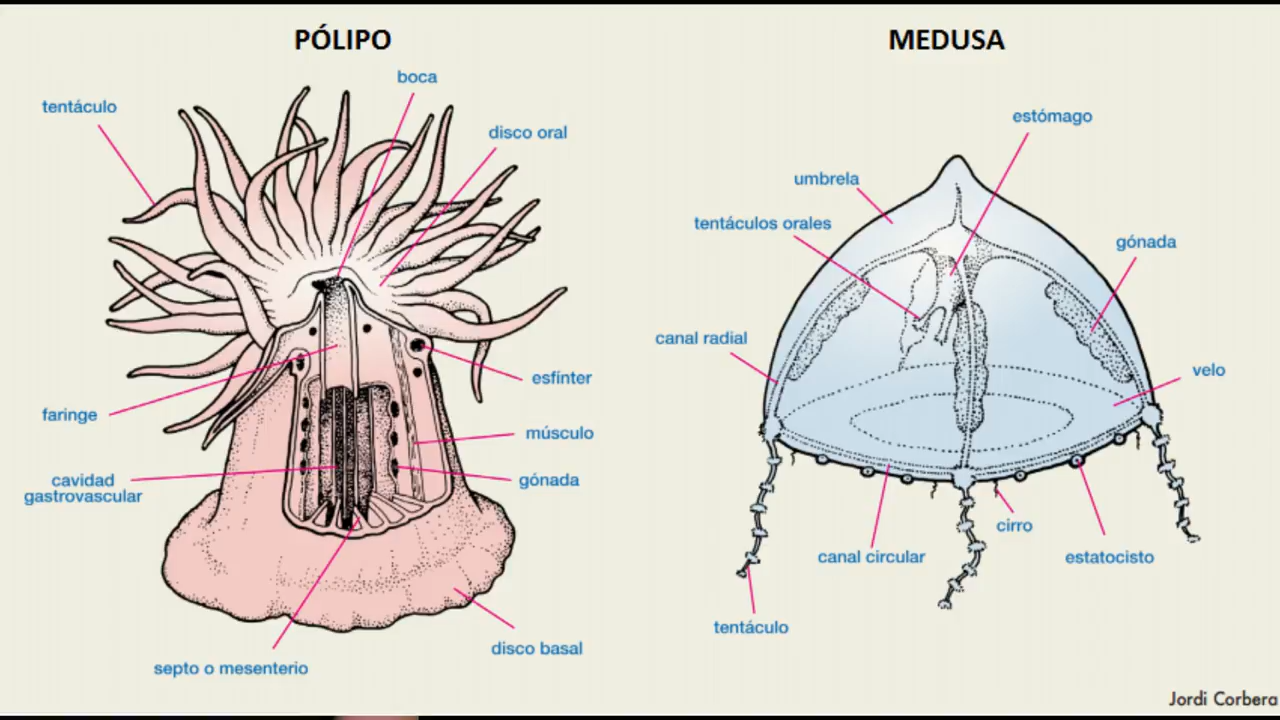 PÓLIPO
boca
tentáculo
disco oral
esfínter
faringe
músculo
cavidad
gastrovascular
gónada
disco basal
septo o mesenterio
MEDUSA
estómago
umbrela
tentáculos orales
gónada
canal radial
velo
cirro
canal circular
estatocisto
tentáculo
Jordi Corbera